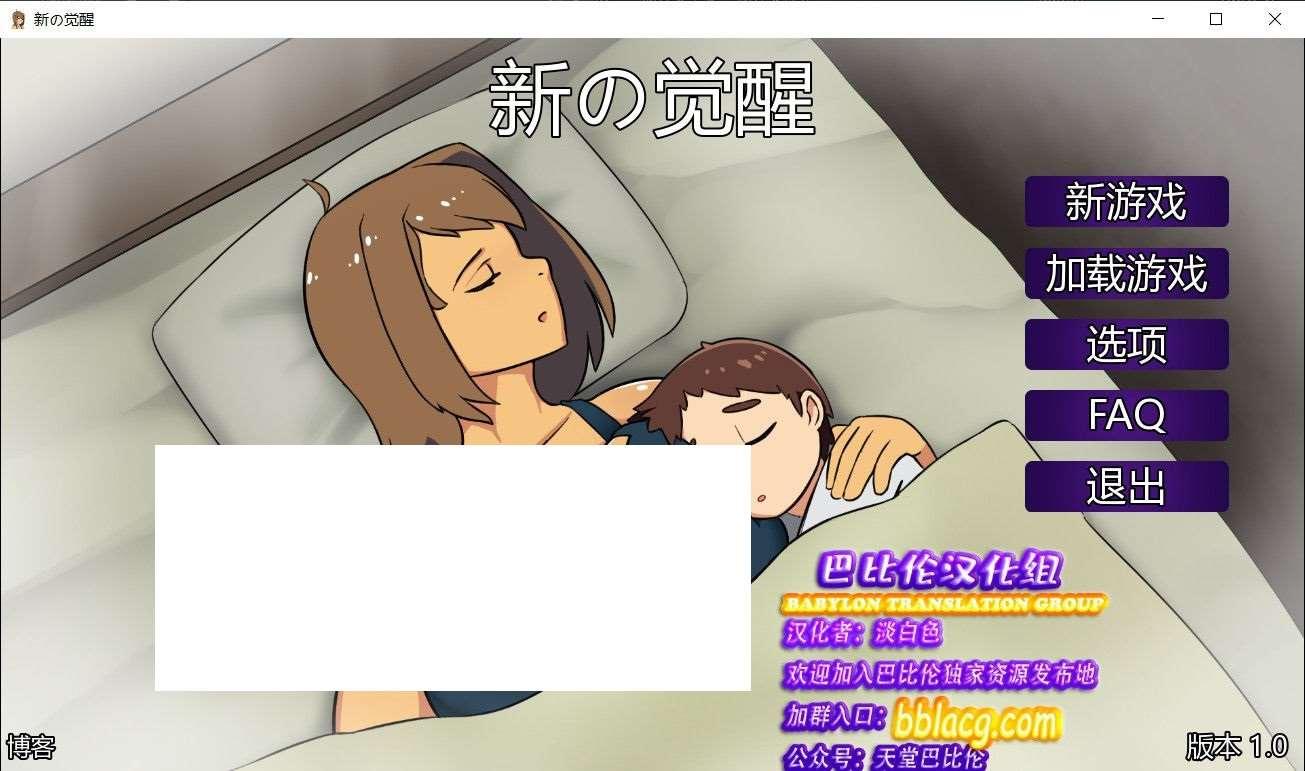 新の觉醒
新の觉醒
新游戏
加载游戏
选项
FAQ
退出
巴比伦汉化组
BABYLON TRANSLATION GROUP
汉化者：淡白色
欢迎加入巴比伦独家资源发布地
加群入口：bblacg.com
公众号：天堂巴比伦
博客
版本 1.0